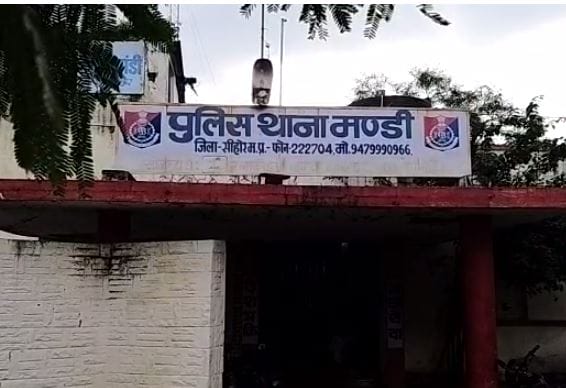 पुलिस थाना मण्डी
जिला-सीहोर म.प्र.- फोन-222704, मो. 9479990966.